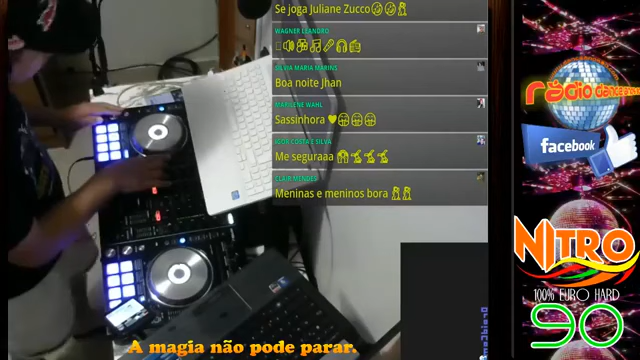 Se joga Juliane Zucco
WAGNER LEANDRO
SILVIA MARIA MARINS
Boa noite Jhan
MARILENE WAHL
Sassinhora ♥
IGOR COSTA E SILVA
Me seguraaa
CLAIR MENDES
Meninas e meninos bora
A magia não pode parar.
rádio dance
facebook
NITRO
100% EURO HARD
90